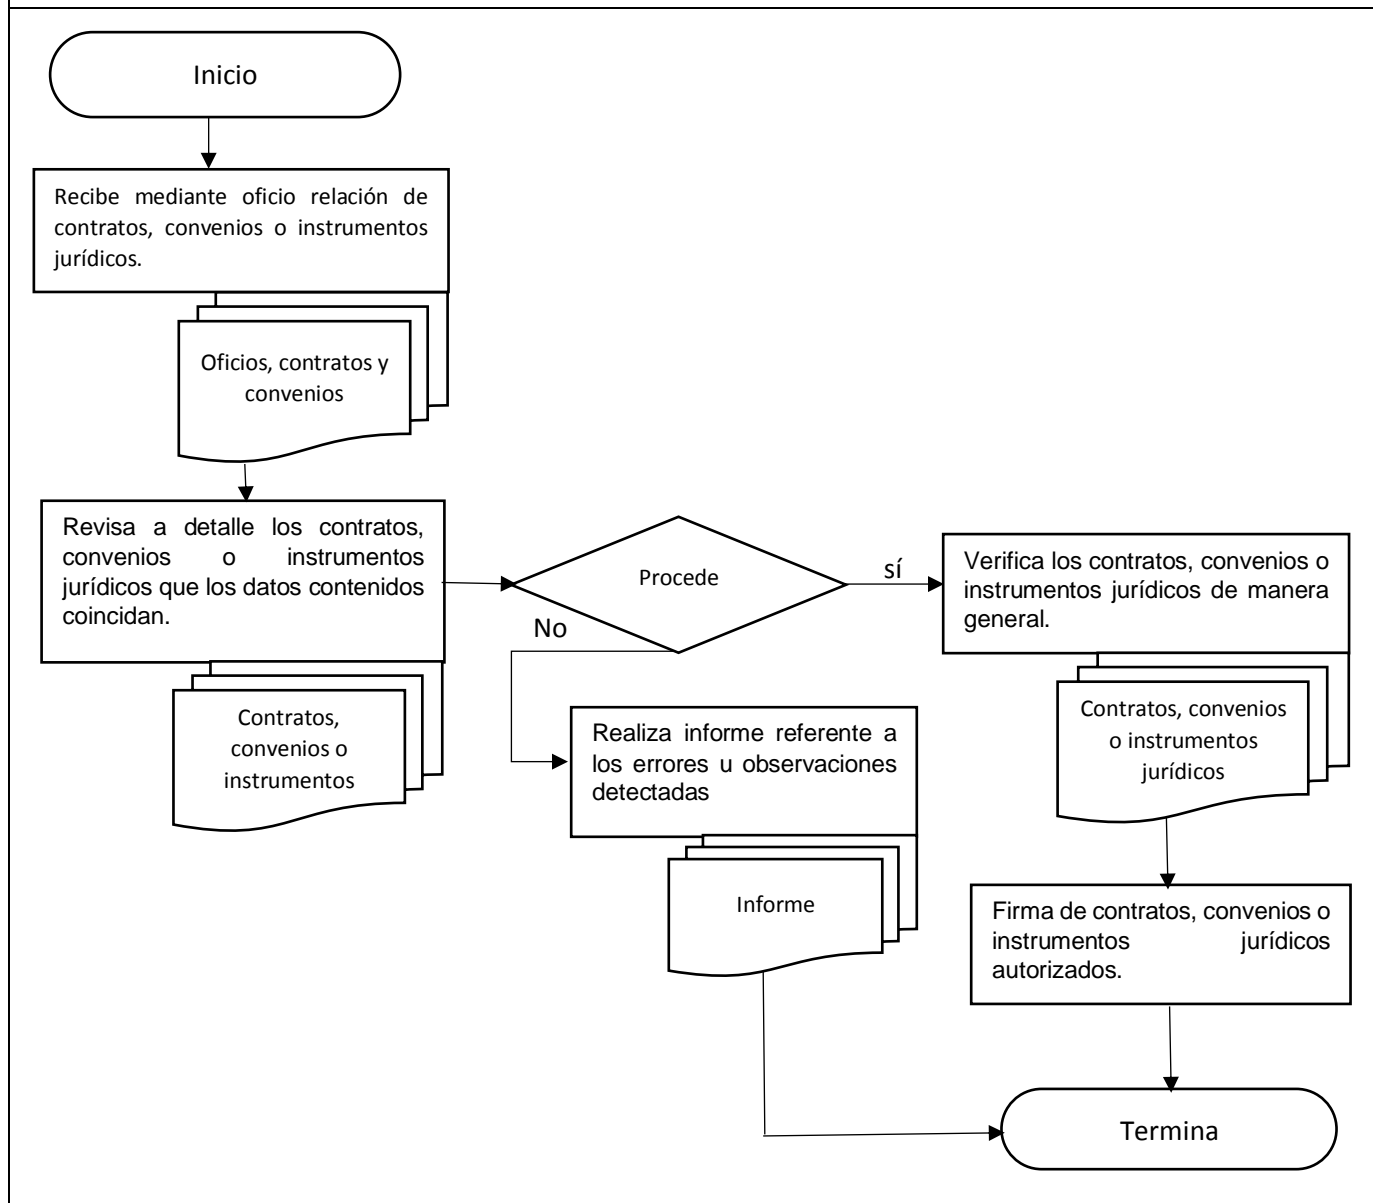 Inicio
Recibe mediante oficio relación de
contratos, convenios o instrumentos
jurídicos.
Oficios, contratos y
convenios
Revisa a detalle los contratos,
convenios o instrumentos
jurídicos que los datos contenidos
coincidan.
Contratos,
convenios o
instrumentos
Procede
sí
No
Verifica los contratos, convenios o
instrumentos jurídicos de manera
general.
Contratos, convenios
o instrumentos
jurídicos
Realiza informe referente a
los errores u observaciones
detectadas
Informe
Firma de contratos, convenios o
instrumentos jurídicos
autorizados.
Termina